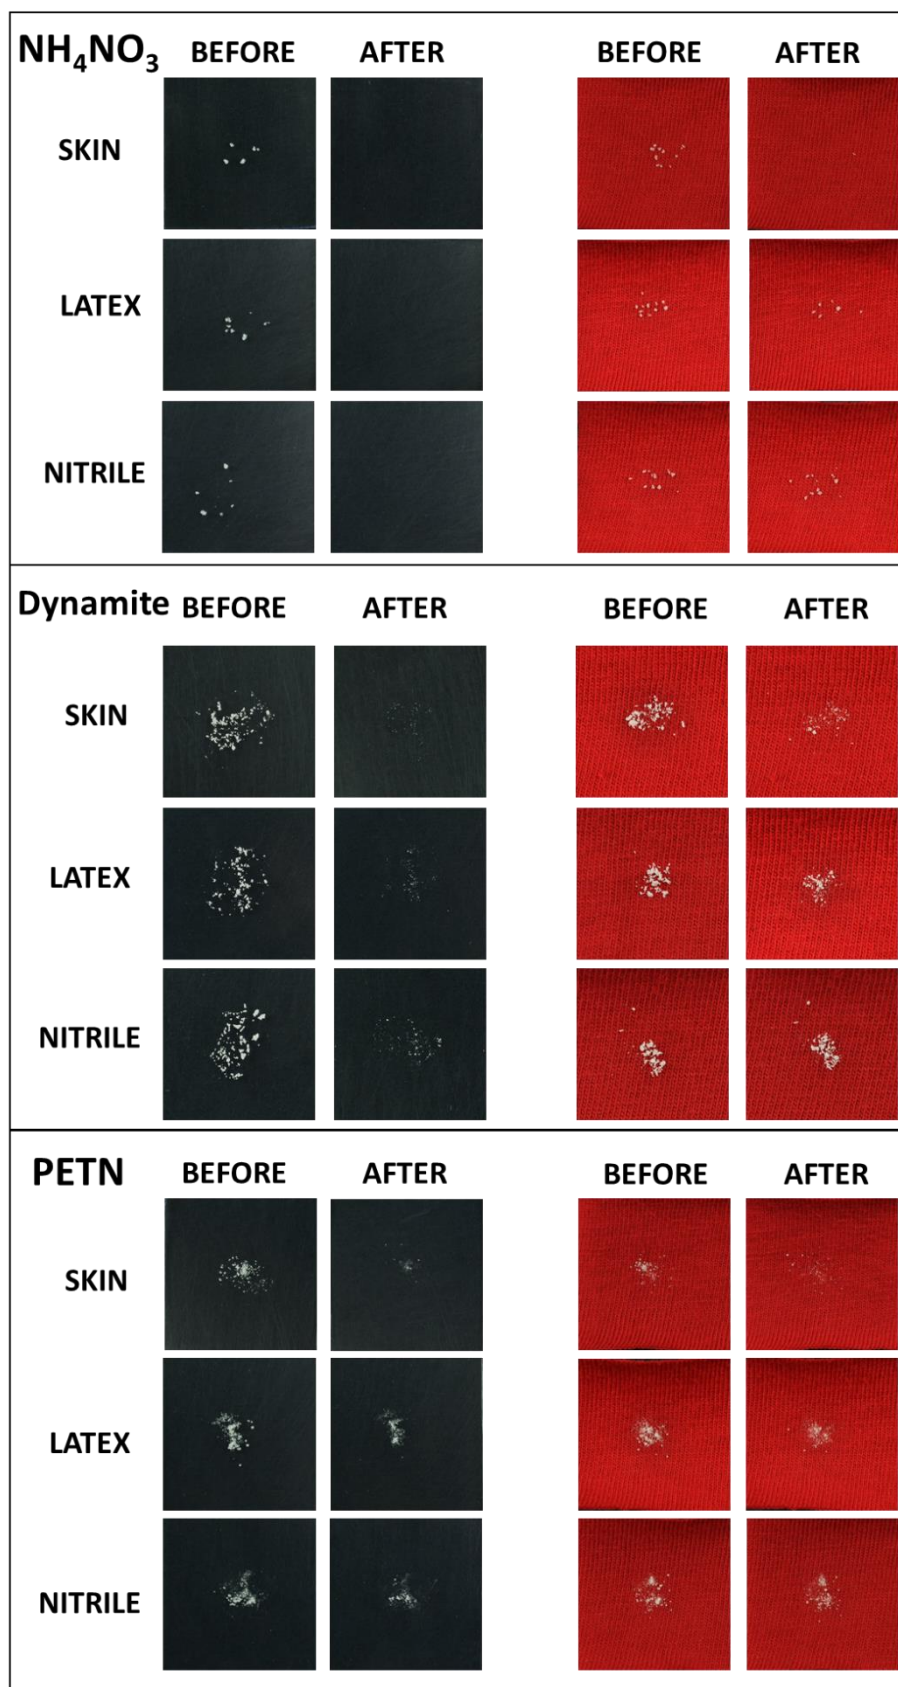 NH₄NO₃ BEFORE AFTER BEFORE AFTER
SKIN
LATEX
NITRILE
Dynamite BEFORE AFTER BEFORE AFTER
SKIN
LATEX
NITRILE
PETN BEFORE AFTER BEFORE AFTER
SKIN
LATEX
NITRILE